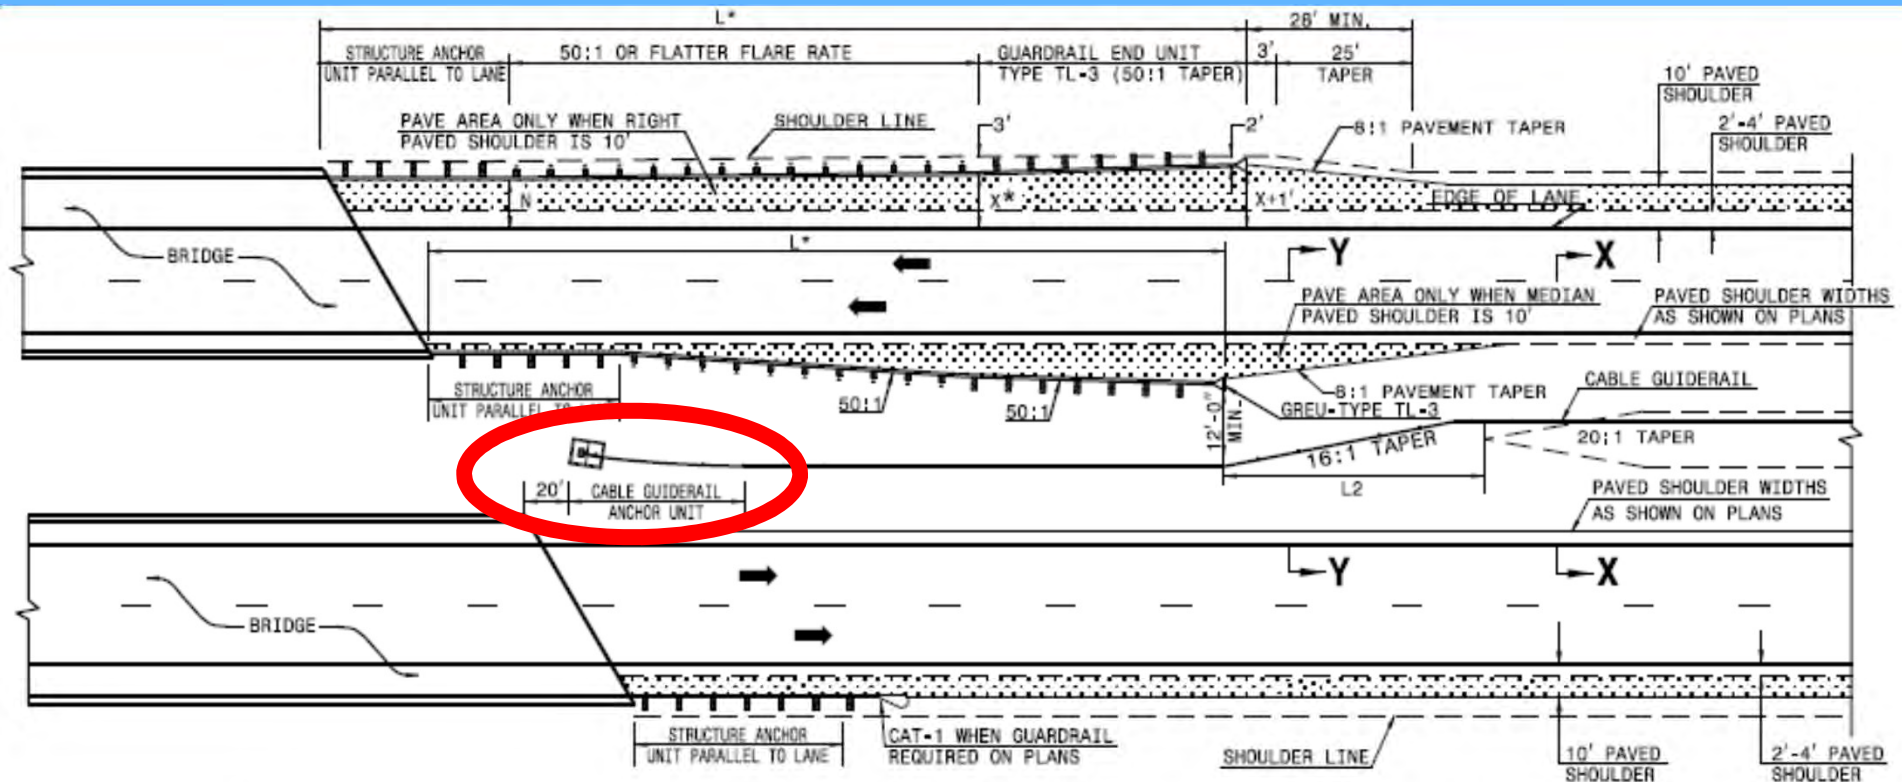 L*
28' MIN.
STRUCTURE ANCHOR
UNIT PARALLEL TO LANE
50:1 OR FLATTER FLARE RATE
GUARDRAIL END UNIT
TYPE TL-3 (50:1 TAPER)
3'
25'
TAPER
10' PAVED
SHOULDER
PAVE AREA ONLY WHEN RIGHT
PAVED SHOULDER IS 10'
SHOULDER LINE
3'
2'
8:1 PAVEMENT TAPER
2'-4' PAVED
SHOULDER
N
X*
X+1'
EDGE OF LANE
BRIDGE
L*
Y
X
PAVE AREA ONLY WHEN MEDIAN
PAVED SHOULDER IS 10'
PAVED SHOULDER WIDTHS
AS SHOWN ON PLANS
STRUCTURE ANCHOR
UNIT PARALLEL TO LANE
50:1
50:1
12'-0"
MIN.
8:1 PAVEMENT TAPER
GREU-TYPE TL-3
CABLE GUIDERAIL
16:1 TAPER
20:1 TAPER
L2
20'
CABLE GUIDERAIL
ANCHOR UNIT
PAVED SHOULDER WIDTHS
AS SHOWN ON PLANS
Y
X
BRIDGE
STRUCTURE ANCHOR
UNIT PARALLEL TO LANE
CAT-1 WHEN GUARDRAIL
REQUIRED ON PLANS
SHOULDER LINE
10' PAVED
SHOULDER
2'-4' PAVED
SHOULDER